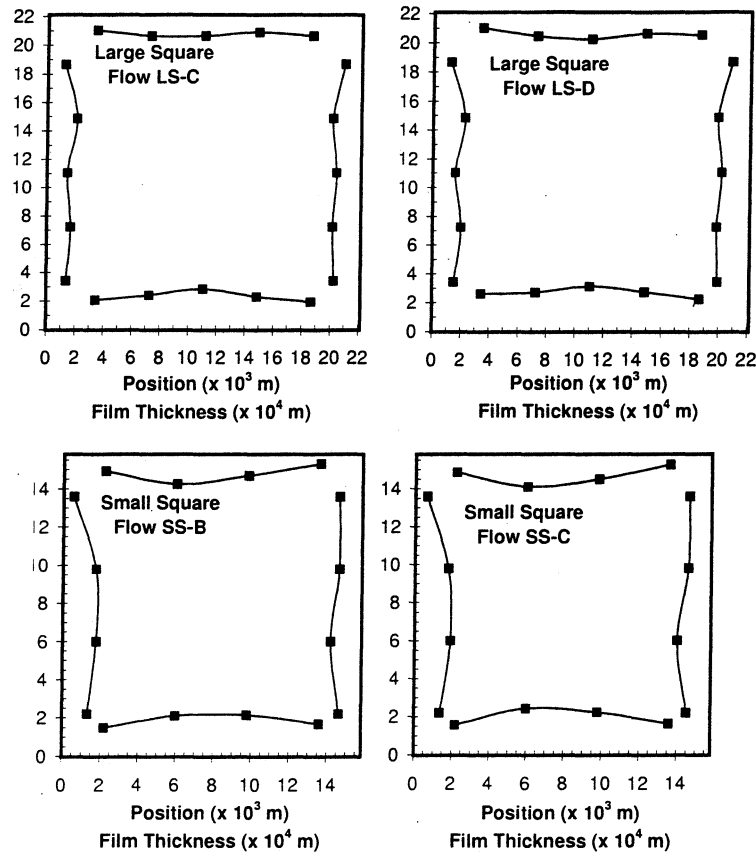 22
20
18
16
14
12
10
8
6
4
2
0
Large Square
Flow LS-C
0 2 4 6 8 10 12 14 16 18 20 22
Position (x 10³ m)
Film Thickness (x 10⁴ m)
22
20
18
16
14
12
10
8
6
4
2
0
Large Square
Flow LS-D
0 2 4 6 8 10 12 14 16 18 20 22
Position (x 10³ m)
Film Thickness (x 10⁴ m)
14
12
10
8
6
4
2
0
Small Square
Flow SS-B
0 2 4 6 8 10 12 14
Position (x 10³ m)
Film Thickness (x 10⁴ m)
14
12
10
8
6
4
2
0
Small Square
Flow SS-C
0 2 4 6 8 10 12 14
Position (x 10³ m)
Film Thickness (x 10⁴ m)